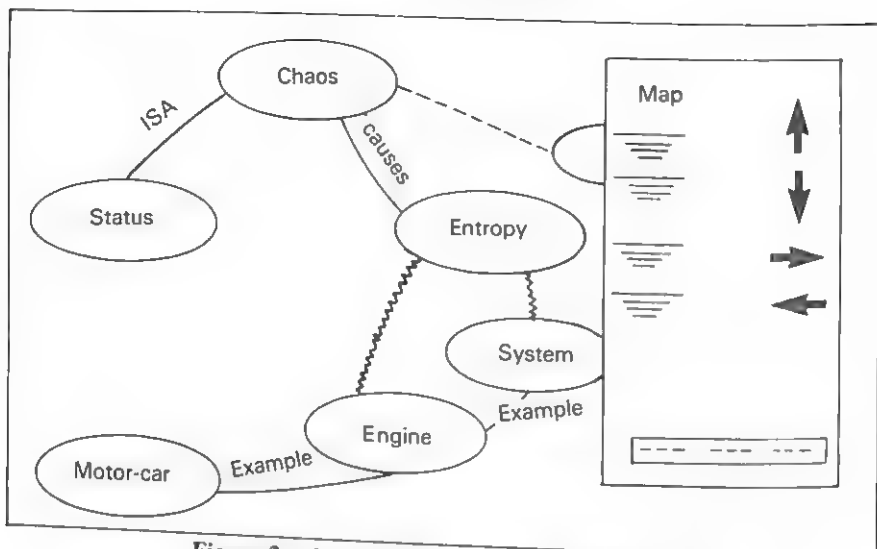 Chaos
Map
ISA
causes
Status
Entropy
System
Example
Engine
Example
Motor-car